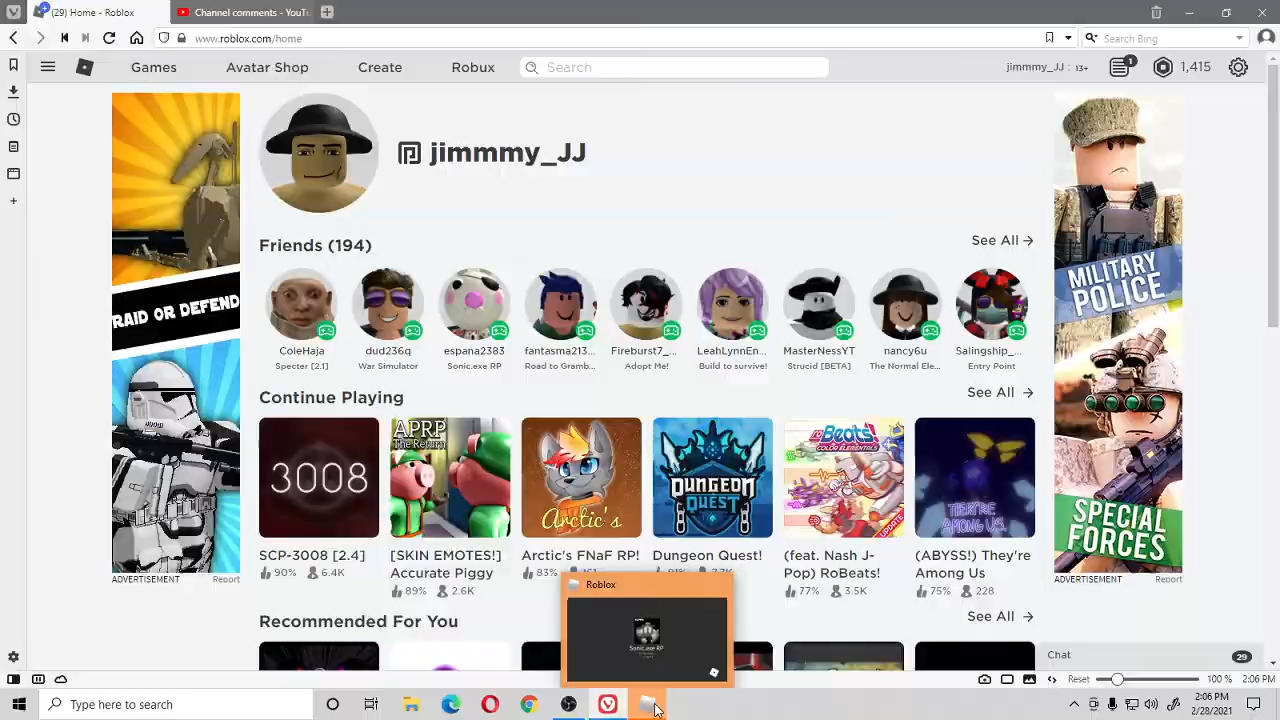 (29) Home - Roblox
Channel content - YouT
www.roblox.com/home
Search Bing
Games
Avatar Shop
Create
Robux
Search
jimmmy_JJ : 13+
1
1,415
jimmmy_JJ
RAID OR DEFEND
ADVERTISEMENT
Report
Friends (194)
See All
ColeHaja
dud236q
espana2383
fantasma213...
Fireburst7_...
LeahLynnEn...
MasterNessYT
nancy6u
Salingship_...
Specter [2.1]
War Simulator
Sonic.exe RP
Road to Gramb...
Adopt Me!
Build to survive!
Strucid [BETA]
The Normal Ele...
Entry Point
Continue Playing
See All
3008
APRP
The Return
Arctic's
DUNGEON
QUEST
RoBeats!
UPDATE
THEY'RE
AMONG US
SCP-3008 [2.4]
90% 6.4K
[SKIN EMOTES!]
Accurate Piggy
89% 2.6K
Arctic's FNaF RP!
83%
Dungeon Quest!
(feat. Nash J-
Pop) RoBeats!
77% 3.5K
(ABYSS!) They're
Among Us
75% 228
MILITARY
POLICE
SPECIAL
FORCES
ADVERTISEMENT
Report
Roblox
Sonic.exe RP
Recommended For You
See All
Chat
29
Reset
100 %
2:06 PM
Type here to search
2:06 PM
2/28/2021